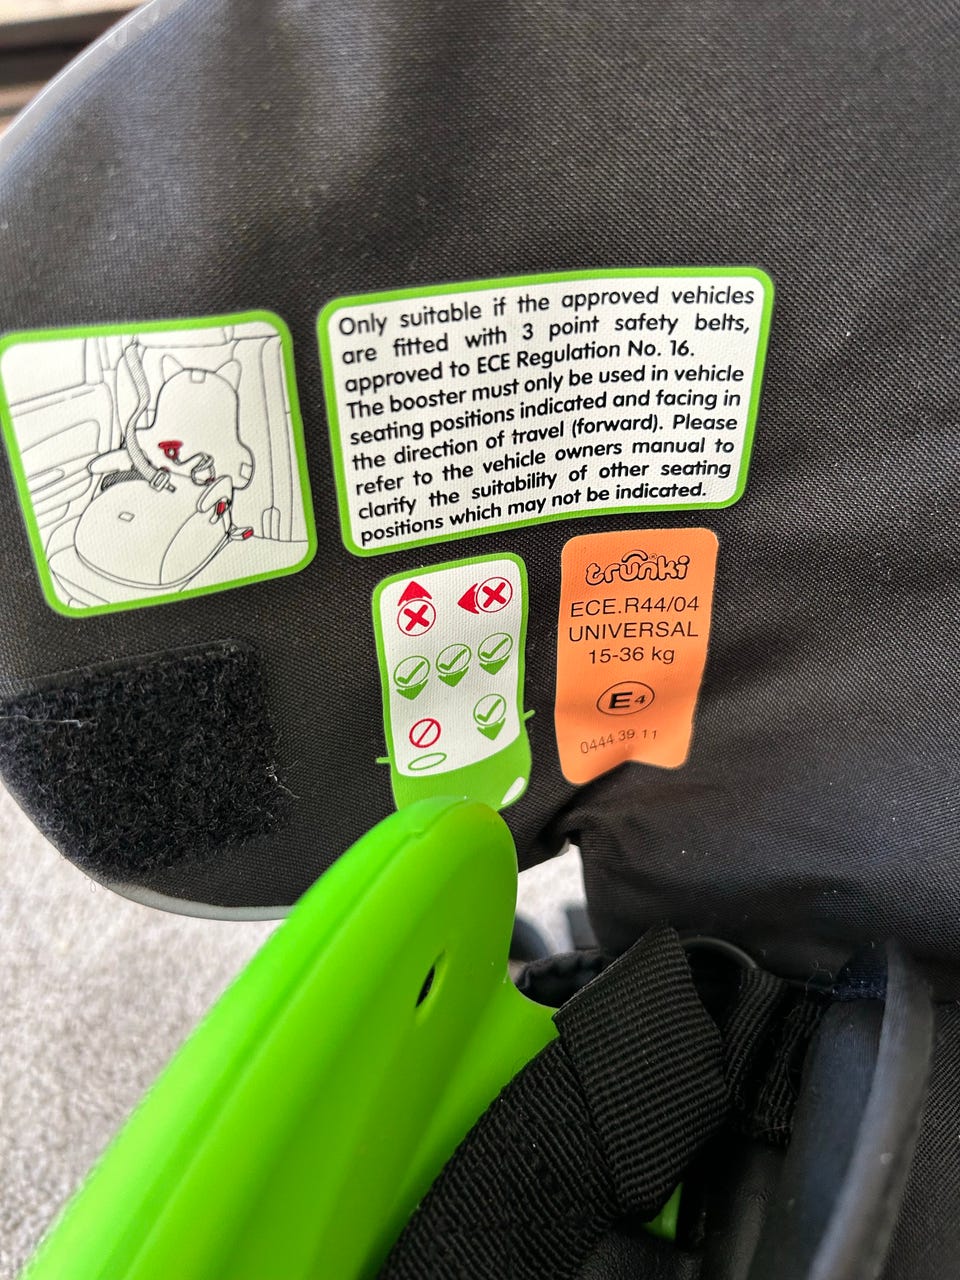 Only suitable if the approved vehicles
are fitted with 3 point safety belts,
approved to ECE Regulation No. 16.
The booster must only be used in vehicle
seating positions indicated and facing in
the direction of travel (forward). Please
refer to the vehicle owners manual to
clarify the suitability of other seating
positions which may not be indicated.
trunki
ECE.R44/04
UNIVERSAL
15-36 kg
E4
0444 39 11